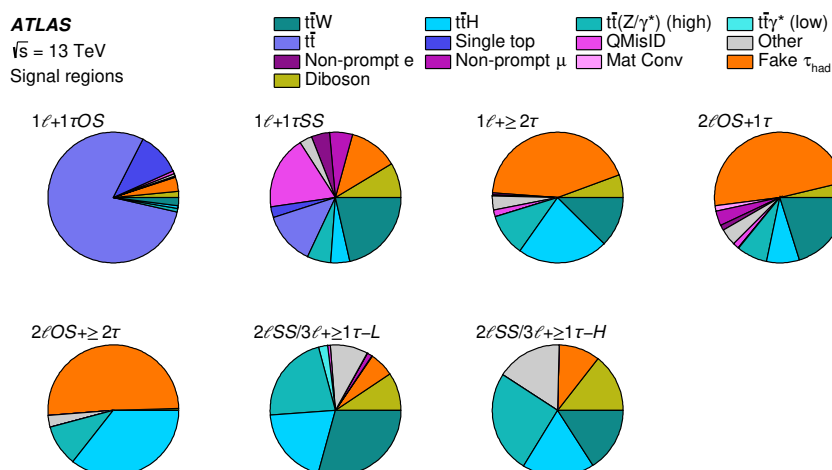 ATLAS
√s = 13 TeV
Signal regions
tt̄W
tt̄H
tt̄(Z/γ*) (high)
tt̄γ* (low)
tt̄
Single top
QMisID
Other
Non-prompt e
Non-prompt μ
Mat Conv
Fake τhad
Diboson
1ℓ+1τOS
1ℓ+1τSS
1ℓ+≥2τ
2ℓOS+1τ
2ℓOS+≥2τ
2ℓSS/3ℓ+≥1τ−L
2ℓSS/3ℓ+≥1τ−H